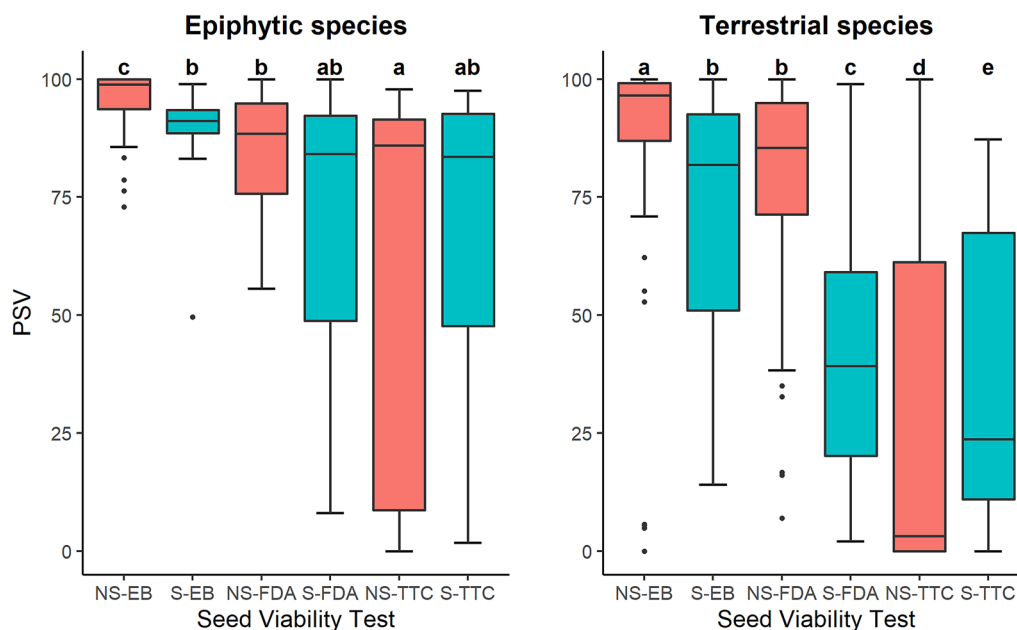 Epiphytic species
Terrestrial species
c b b ab a ab
a b b c d e
100
75
50
25
0
PSV
100
75
50
25
0
NS-EB S-EB NS-FDA S-FDA NS-TTC S-TTC
Seed Viability Test
NS-EB S-EB NS-FDA S-FDA NS-TTC S-TTC
Seed Viability Test